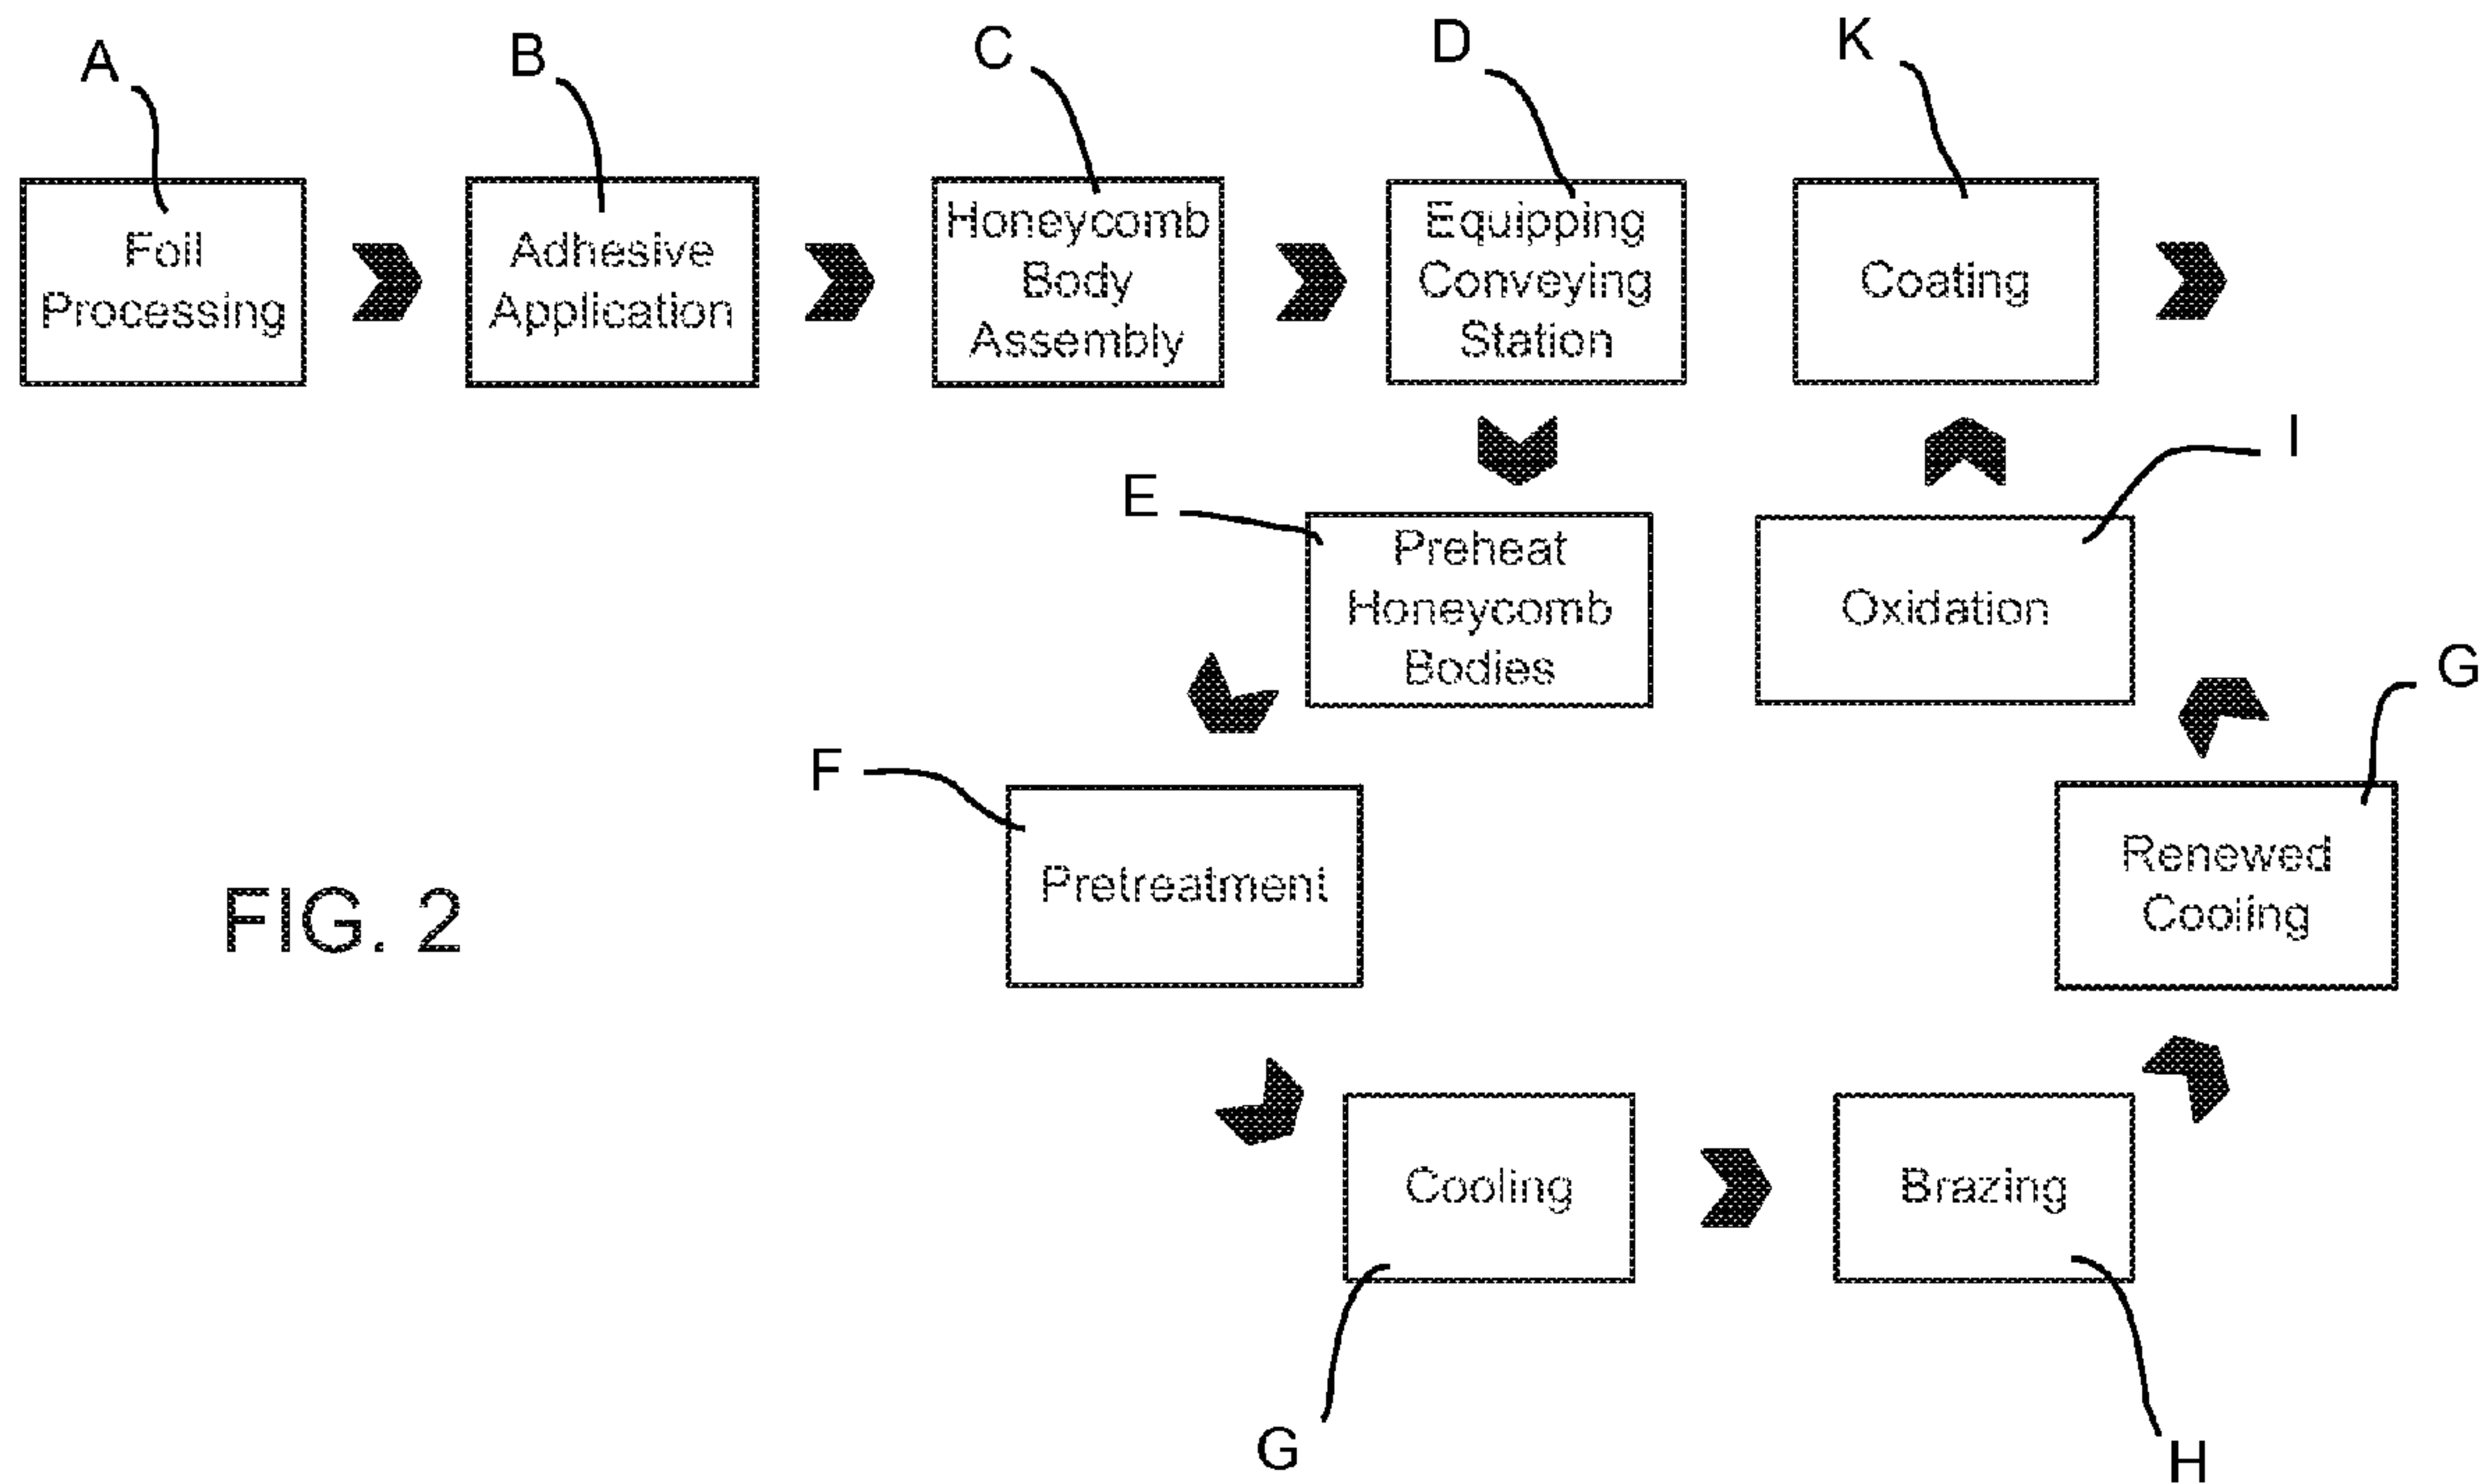 A
B
C
D
K
Foil
Processing
Adhesive
Application
Honeycomb
Body
Assembly
Equipping
Conveying
Station
Coating
E
I
Preheat
Honeycomb
Bodies
Oxidation
F
G
Pretreatment
Renewed
Cooling
FIG. 2
Cooling
Brazing
G
H